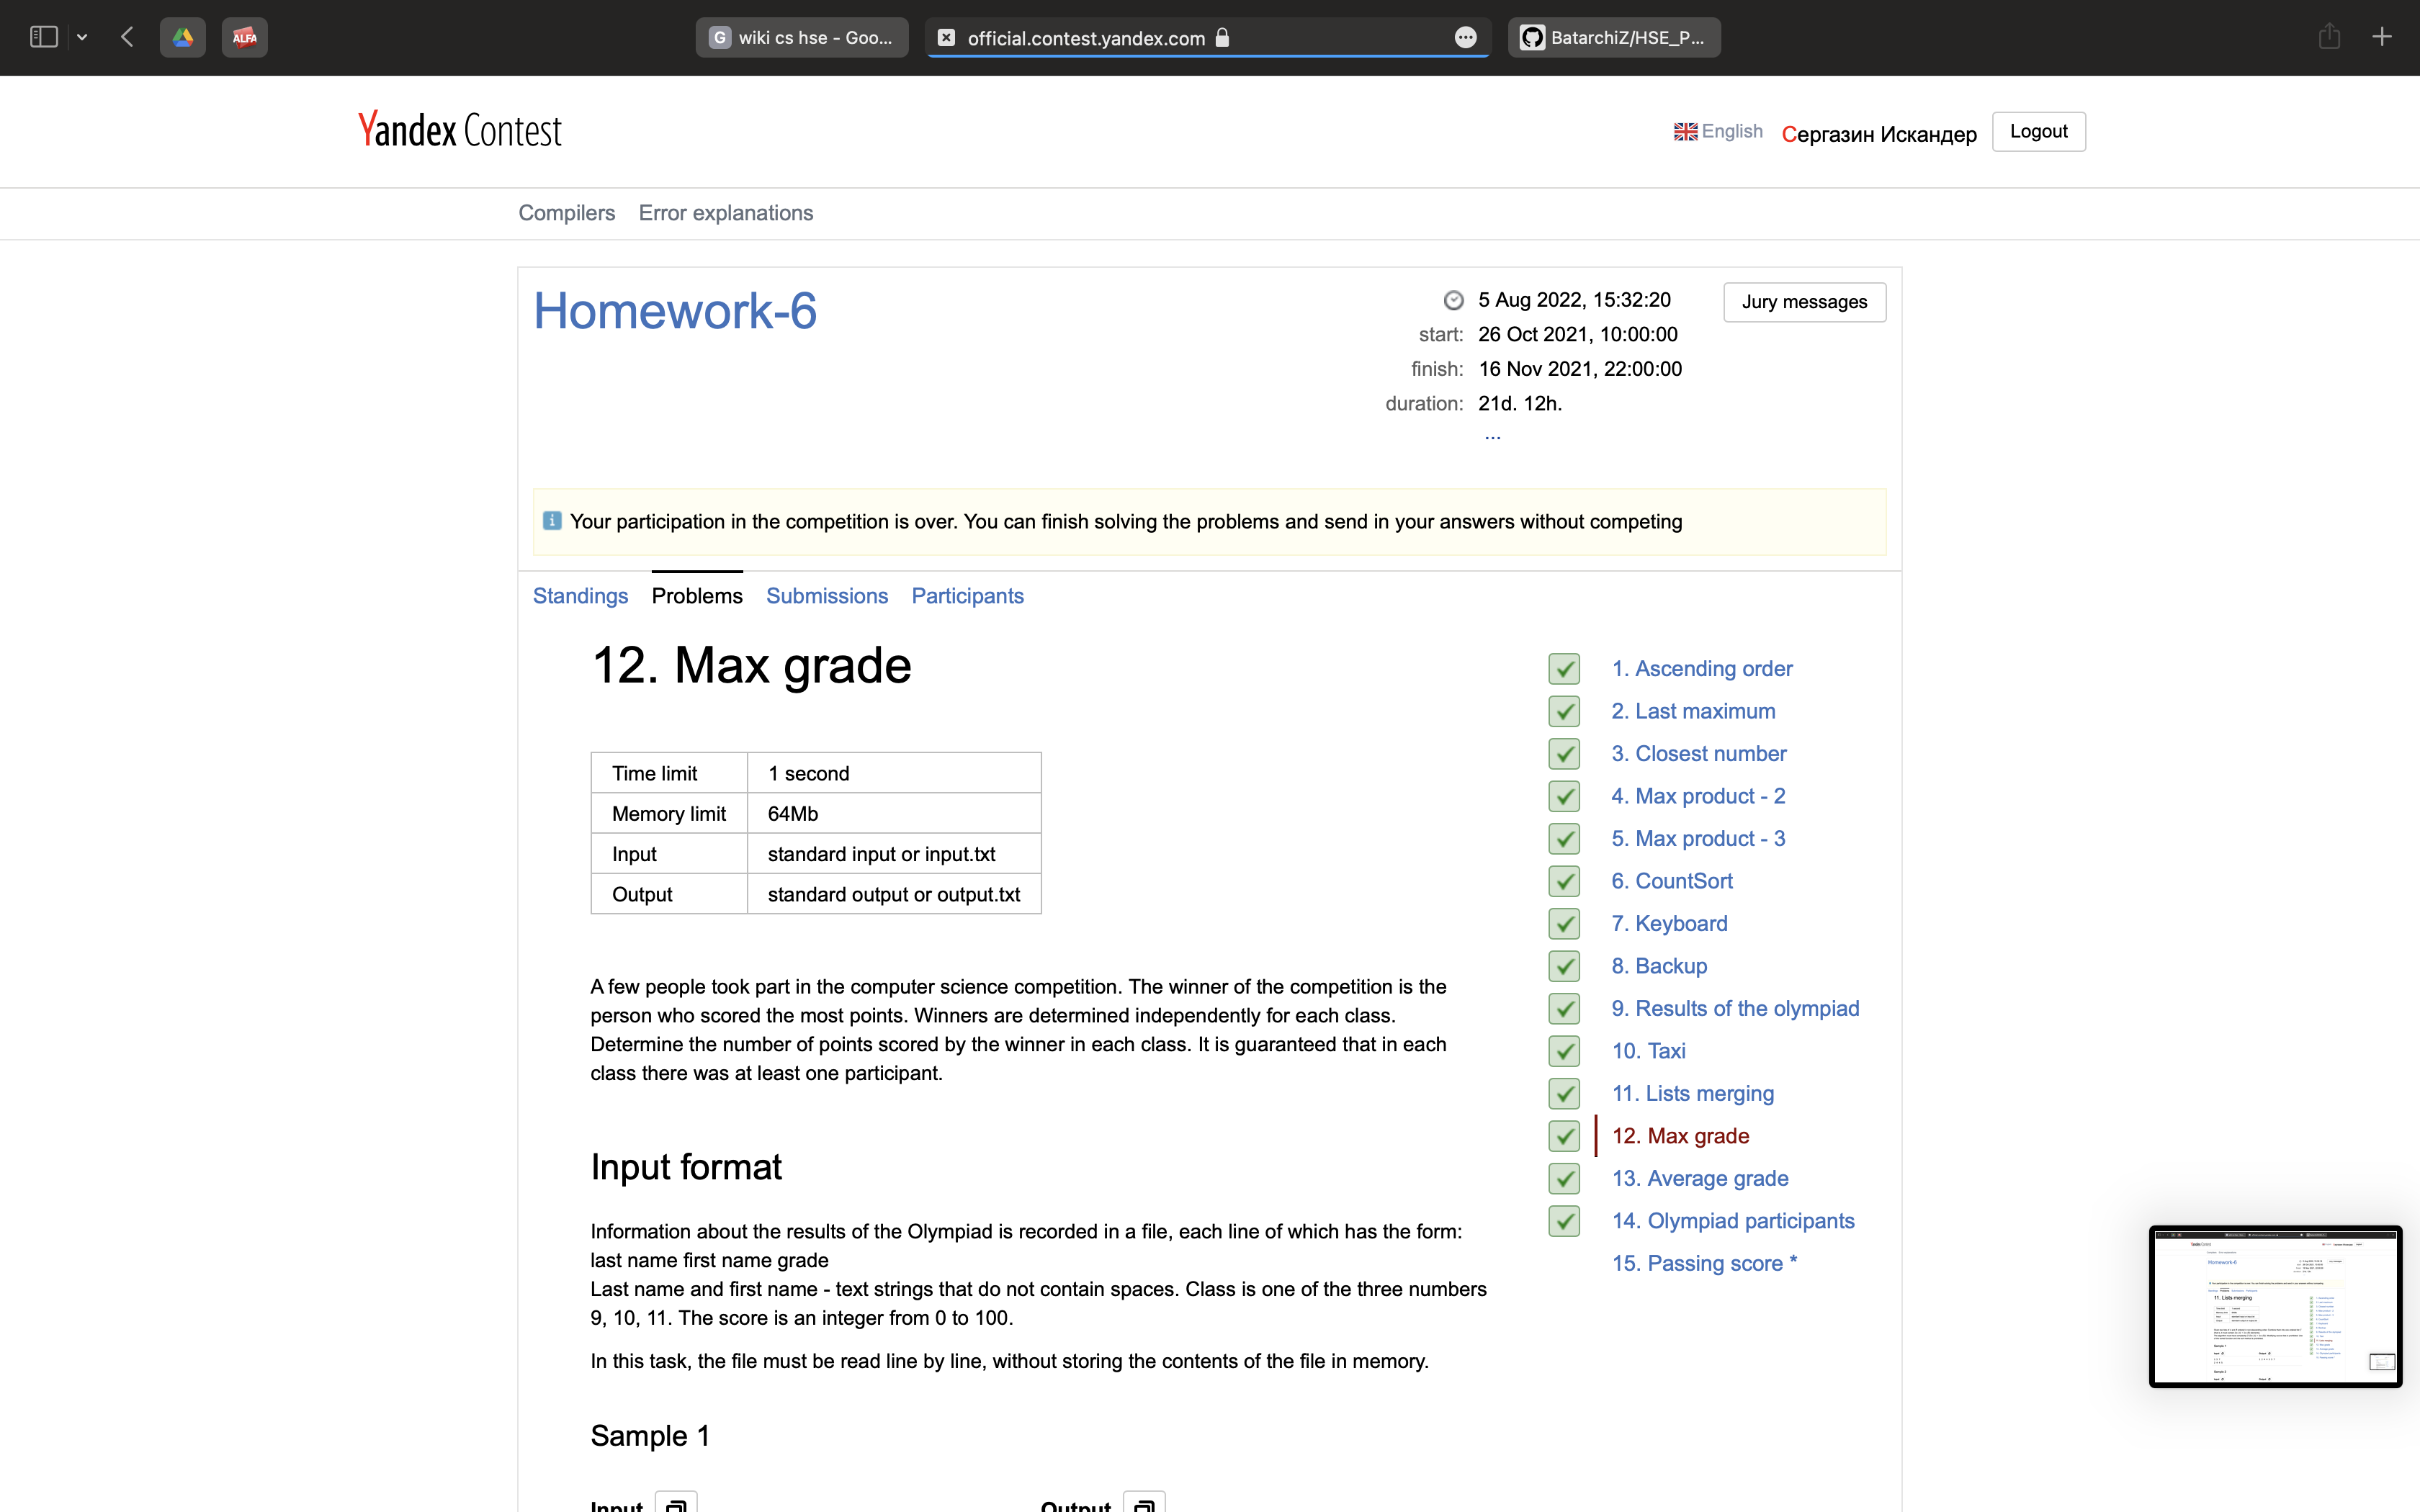 ALFA
G wiki cs hse - Goo...
official.contest.yandex.com
BatarchiZ/HSE_P...
Yandex Contest
English
Сергазин Искандер
Logout
Compilers Error explanations
Homework-6
5 Aug 2022, 15:32:20
Jury messages
start: 26 Oct 2021, 10:00:00
finish: 16 Nov 2021, 22:00:00
duration: 21d. 12h.
...
i Your participation in the competition is over. You can finish solving the problems and send in your answers without competing
Standings Problems Submissions Participants
12. Max grade
Time limit 1 second
Memory limit 64Mb
Input standard input or input.txt
Output standard output or output.txt
A few people took part in the computer science competition. The winner of the competition is the
person who scored the most points. Winners are determined independently for each class.
Determine the number of points scored by the winner in each class. It is guaranteed that in each
class there was at least one participant.
Input format
Information about the results of the Olympiad is recorded in a file, each line of which has the form:
last name first name grade
Last name and first name - text strings that do not contain spaces. Class is one of the three numbers
9, 10, 11. The score is an integer from 0 to 100.
In this task, the file must be read line by line, without storing the contents of the file in memory.
Sample 1
Input Output
1. Ascending order
2. Last maximum
3. Closest number
4. Max product - 2
5. Max product - 3
6. CountSort
7. Keyboard
8. Backup
9. Results of the olympiad
10. Taxi
11. Lists merging
12. Max grade
13. Average grade
14. Olympiad participants
15. Passing score *
Homework-6
11. Lists merging